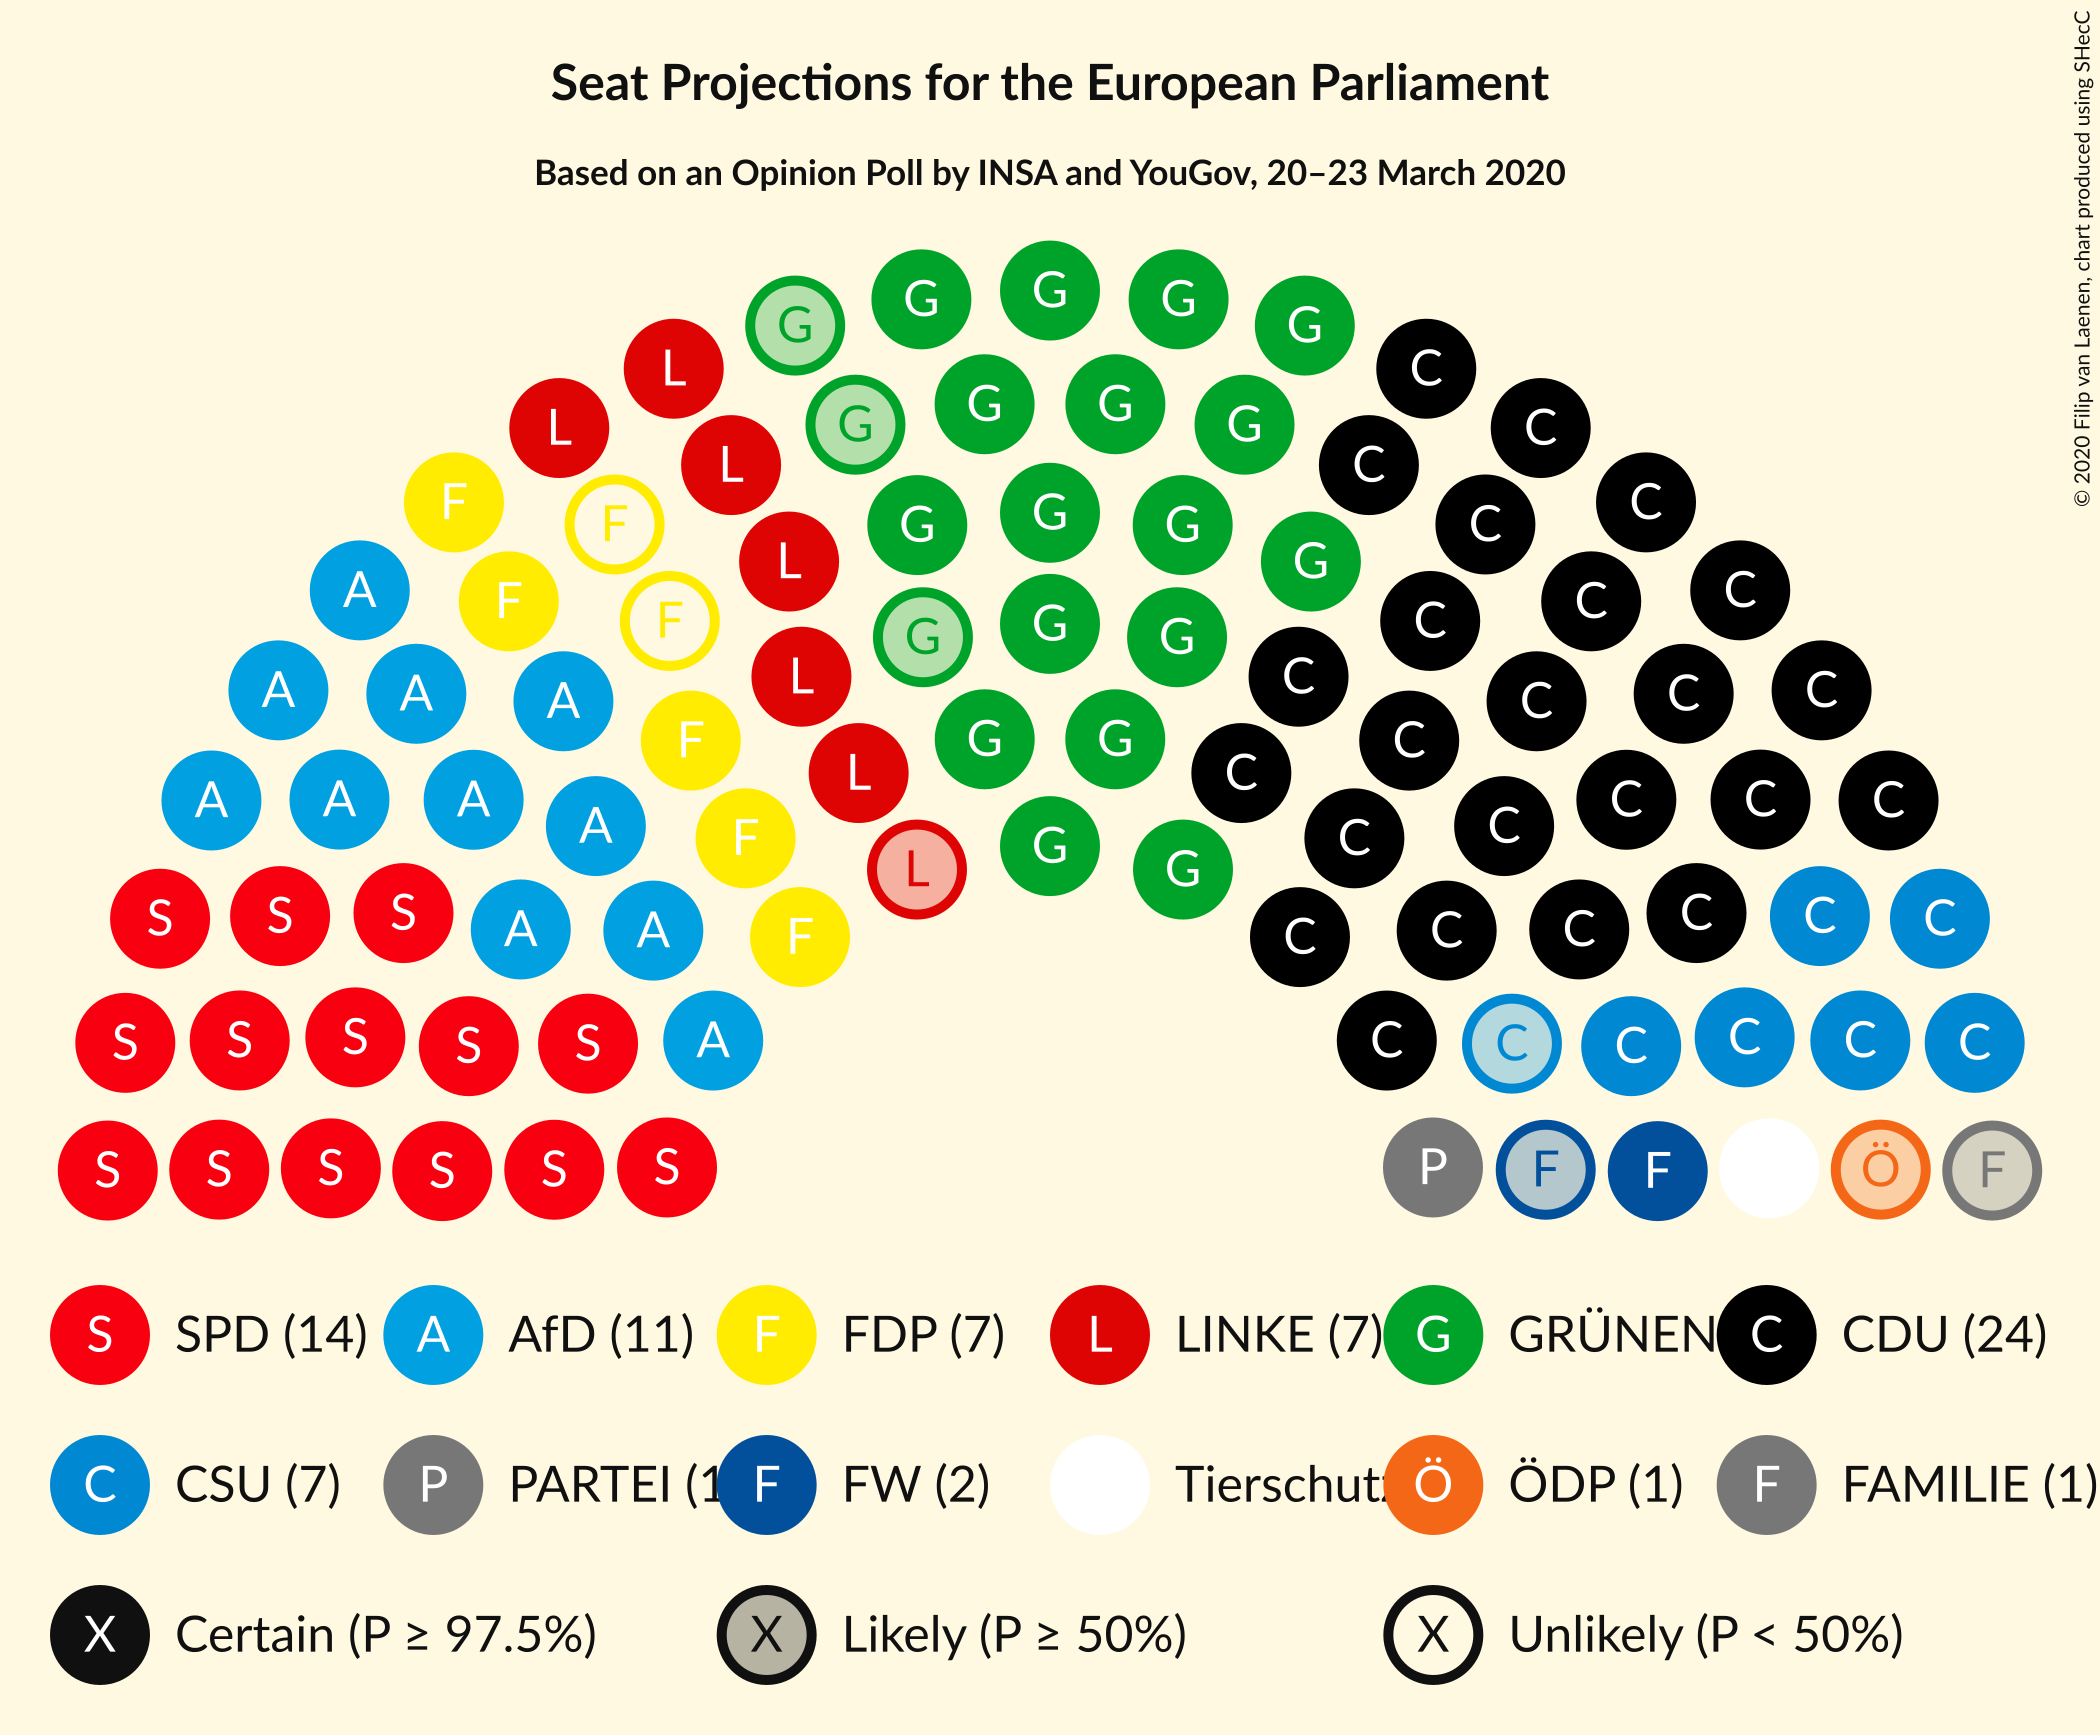 © 2020 Filip van Laenen, chart produced using SHecC
Seat Projections for the European Parliament
Based on an Opinion Poll by INSA and YouGov, 20–23 March 2020
G G G G G
L C
L G G G G C
L C
F F G G G C C
L G
A F C C
F G G G C
A A A L C C C C
F G G C
L C
A A A C C C
A F G C C
L G
S S S A A F C C C C C C
S S S S S A C C C C C C
S S S S S S P F F Ö F
S SPD (14) A AfD (11) F FDP (7) L LINKE (7) G GRÜNEN C CDU (24)
C CSU (7) P PARTEI (1 F FW (2) Tierschutz Ö ÖDP (1) F FAMILIE (1)
X Certain (P ≥ 97.5%) X Likely (P ≥ 50%) X Unlikely (P < 50%)